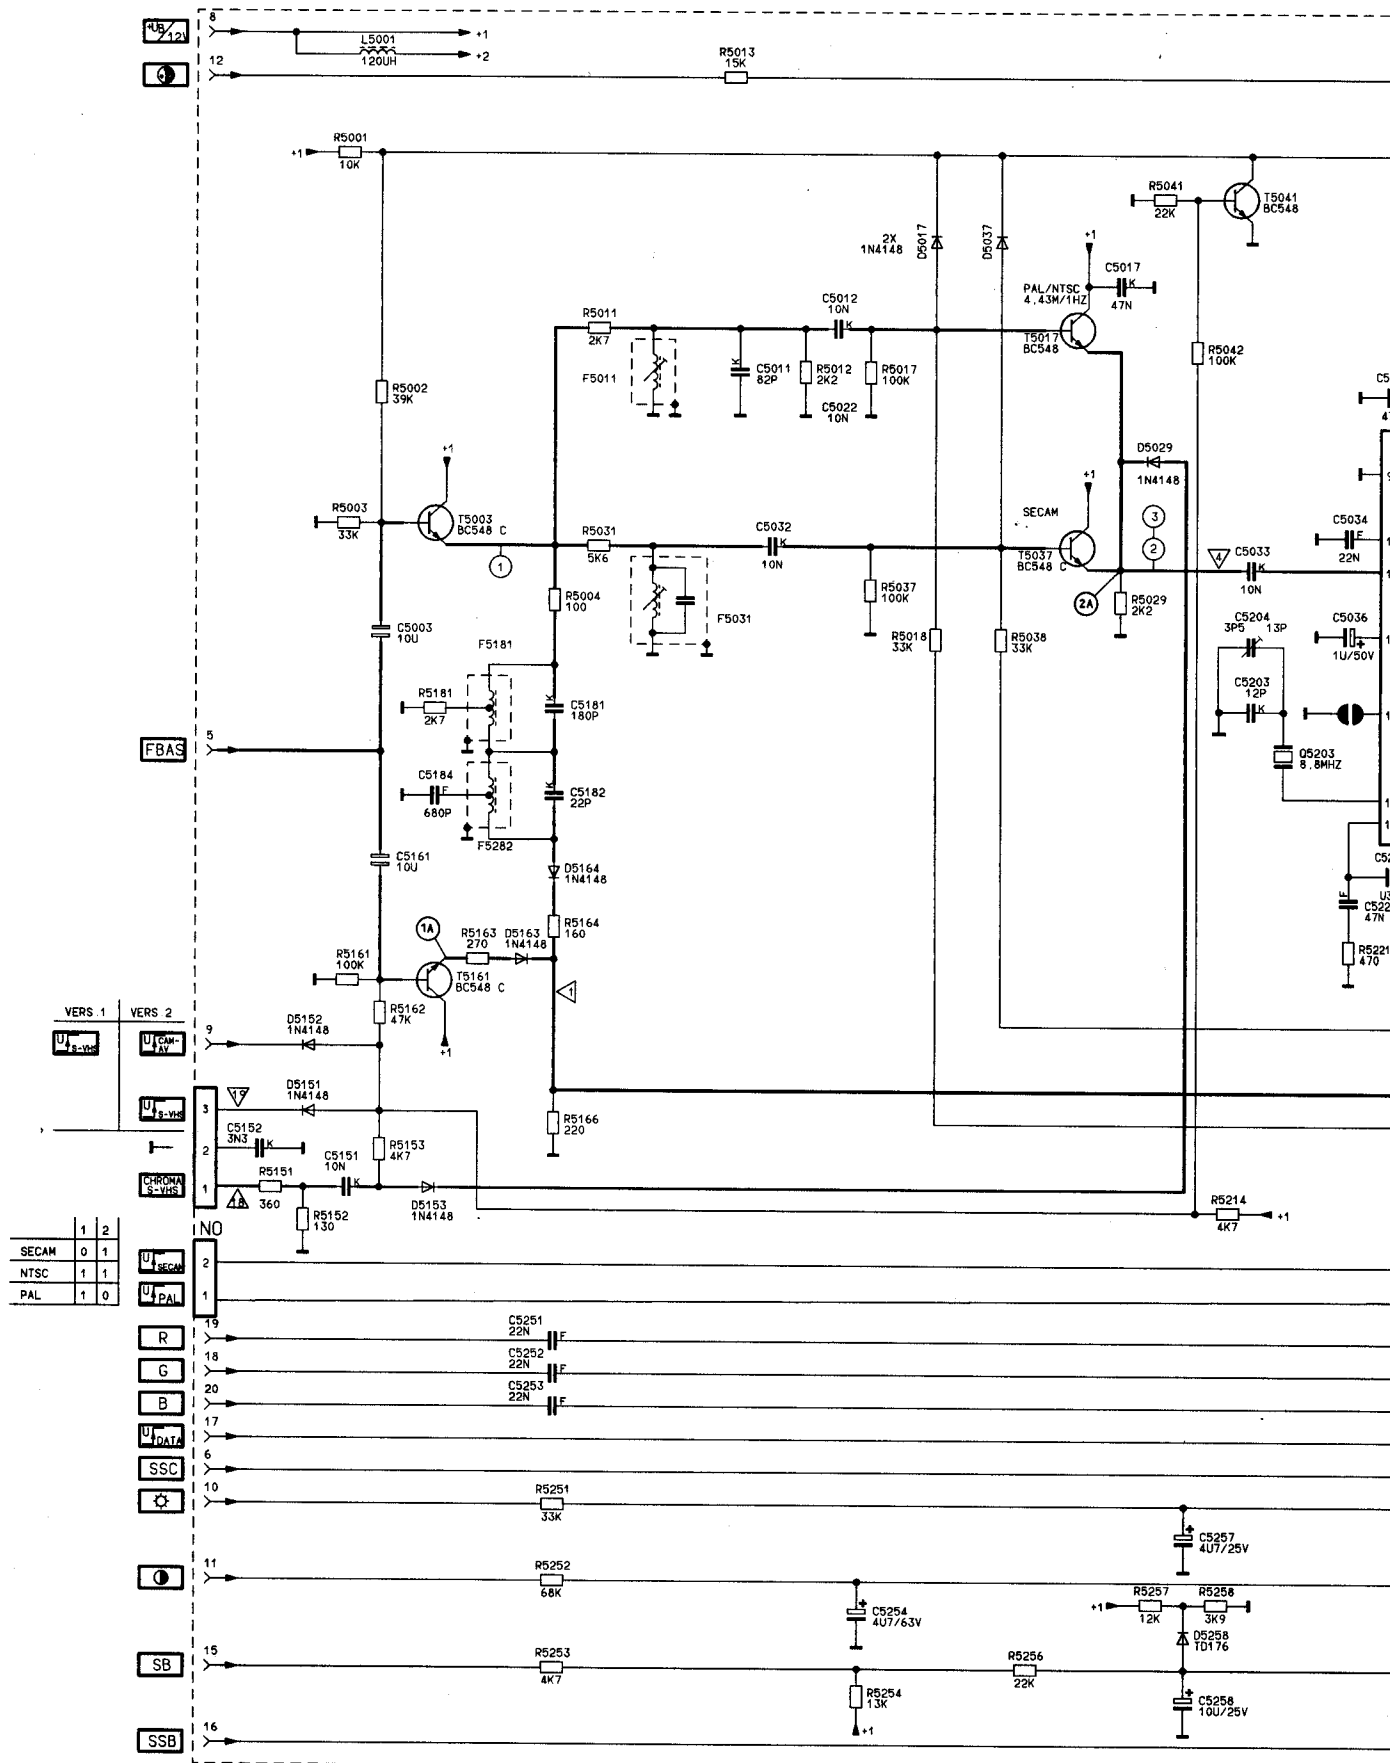 +UB/12V
8
+1
L5001
120UH
+2
12
R5013
15K
+1
R5001
10K
R5041
22K
T5041
BC548
2X
1N4148
D5017
D5037
+1
C5017
K
47N
PAL/NTSC
4,43M/1HZ
T5017
BC548
R5011
2K7
F5011
C5012
10N
K
K
C5011
82P
R5012
2K2
C5022
10N
R5017
100K
R5042
100K
R5002
39K
D5029
1N4148
+1
R5003
33K
T5003
BC548 C
1
R5031
5K6
C5032
K
10N
+1
SECAM
T5037
BC548 C
3
2
4
C5033
K
10N
C5034
F
22N
R5004
100
F5031
R5037
100K
2A
R5029
2K2
C5003
10U
R5018
33K
R5038
33K
C5204
3P5
13P
C5036
+
1U/50V
C5203
12P
K
F5181
R5181
2K7
K
C5181
180P
Q5203
8,8MHZ
FBAS
5
C5184
F
680P
K
C5182
22P
F5282
C5161
10U
D5164
1N4148
F
C522
47N
R5221
470
1A
R5163
270
D5163
1N4148
R5164
160
R5161
100K
T5161
BC548 C
1
R5162
47K
+1
VERS.1
VERS.2
U S-VHS
U CAM-AV
9
D5152
1N4148
U S-VHS
3
19
D5151
1N4148
2
C5152
3N3
K
C5151
10N
K
R5153
4K7
R5166
220
CHROMA
S-VHS
1
18
R5151
360
R5152
130
D5153
1N4148
R5214
4K7
+1
NO
1 2
SECAM 0 1
NTSC 1 1
PAL 1 0
U SECAM
2
U PAL
1
R
19
C5251
22N
F
G
18
C5252
22N
F
B
20
C5253
22N
F
U DATA
17
SSC
6
10
R5251
33K
+
C5257
4U7/25V
11
R5252
68K
+
C5254
4U7/63V
+1
R5257
12K
R5258
3K9
D5258
TD176
SB
15
R5253
4K7
R5256
22K
R5254
13K
+1
+
C5258
10U/25V
SSB
16